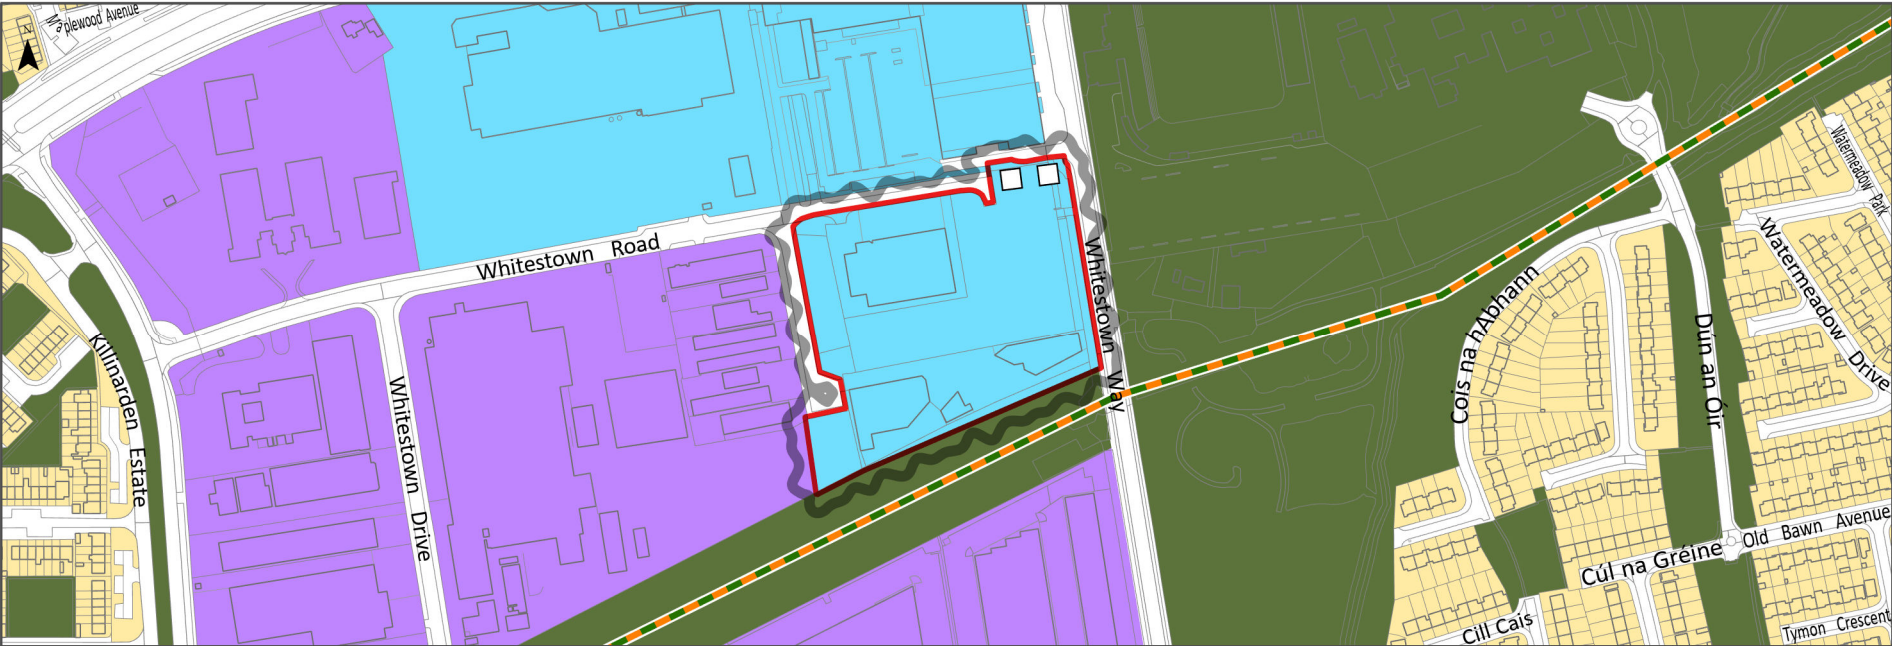 Maplewood Avenue
N
Whitestown Road
Killinarden Estate
Whitestown Drive
Whitestown Way
Cois na hAbhann
Dún an Óir
Watermeadow Park
Watermeadow Drive
Cúl na Gréine
Old Bawn Avenue
Cill Cais
Tymon Crescent